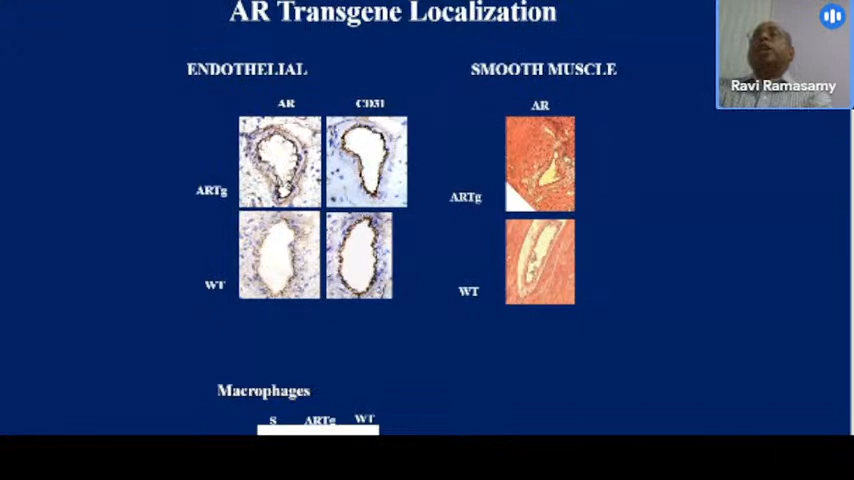 AR Transgene Localization
Ravi Ramasamy
ENDOTHELIAL
SMOOTH MUSCLE
AR
CD31
AR
ARTg
ARTg
WT
WT
Macrophages
S ARTg WT